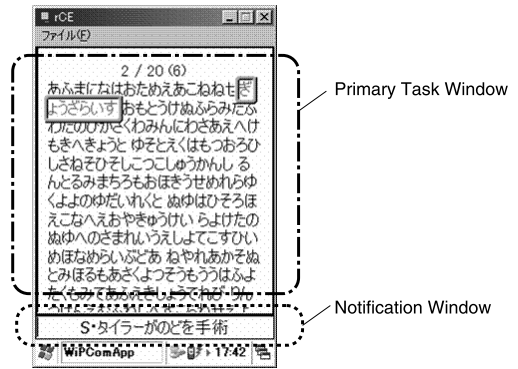 rCE
ファイル(F)
2 / 20 (6)
あふまになはおためえあこねねもぎ
ようざらいす おもとうけぬふらみたふ
わたのひかさくわみんにわさあえへけ
もきへきょうと ゆそとえくはもつおろひ
しさねそひそしこつこしゅうかんし る
んとるみまちろもおほきうせめれらゆ
くよよのゆだいれくと ぬゆはひそろほ
えこなへえおやきゅうけい らよけたの
ぬゆへのさまれいうえしよてこすひい
めほなめらいぶどあ ねやれあかそぬ
とみほるもあさくよつそうもううはふよ
Primary Task Window
Notification Window
S・タイラーがのどを手術
WiPComApp
17:42